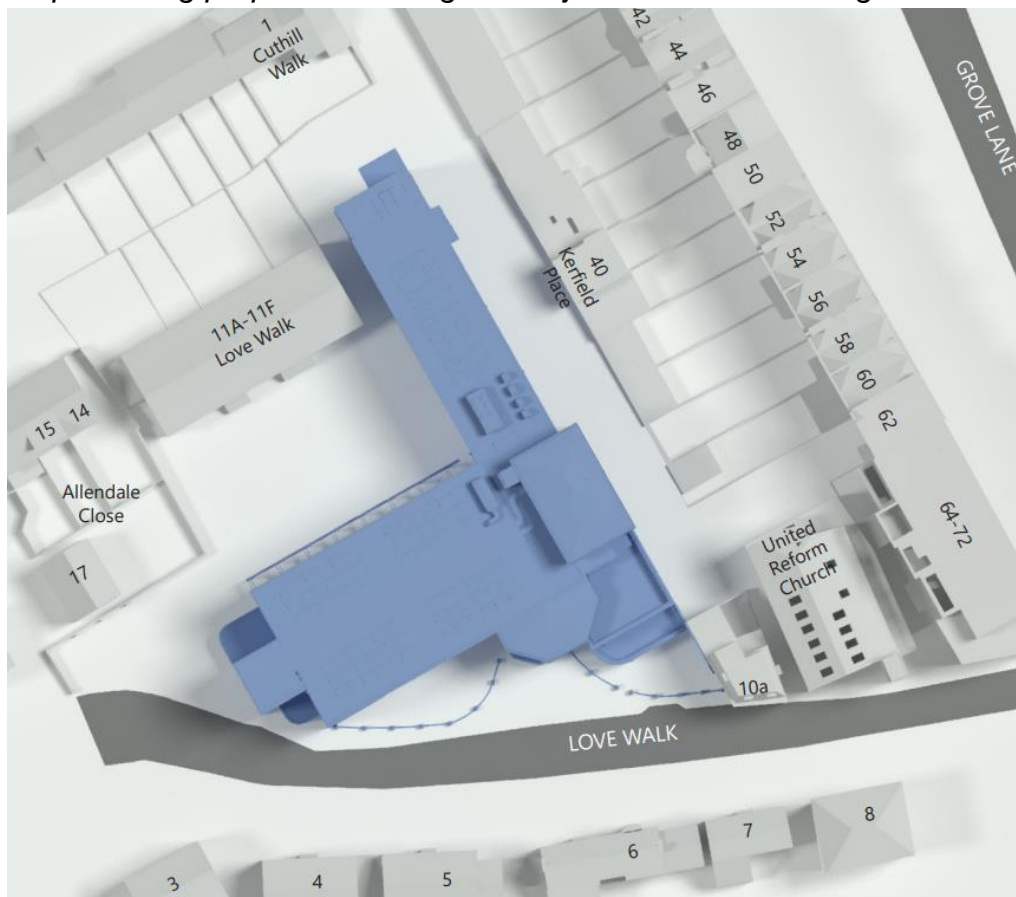 1
Cuthill
Walk
42
44
46
48
50
52
54
56
58
60
62
64-72
GROVE LANE
40
Kerfield
Place
11A-11F
Love Walk
15 14
Allendale
Close
17
United
Reform
Church
10a
LOVE WALK
3
4
5
6
7
8